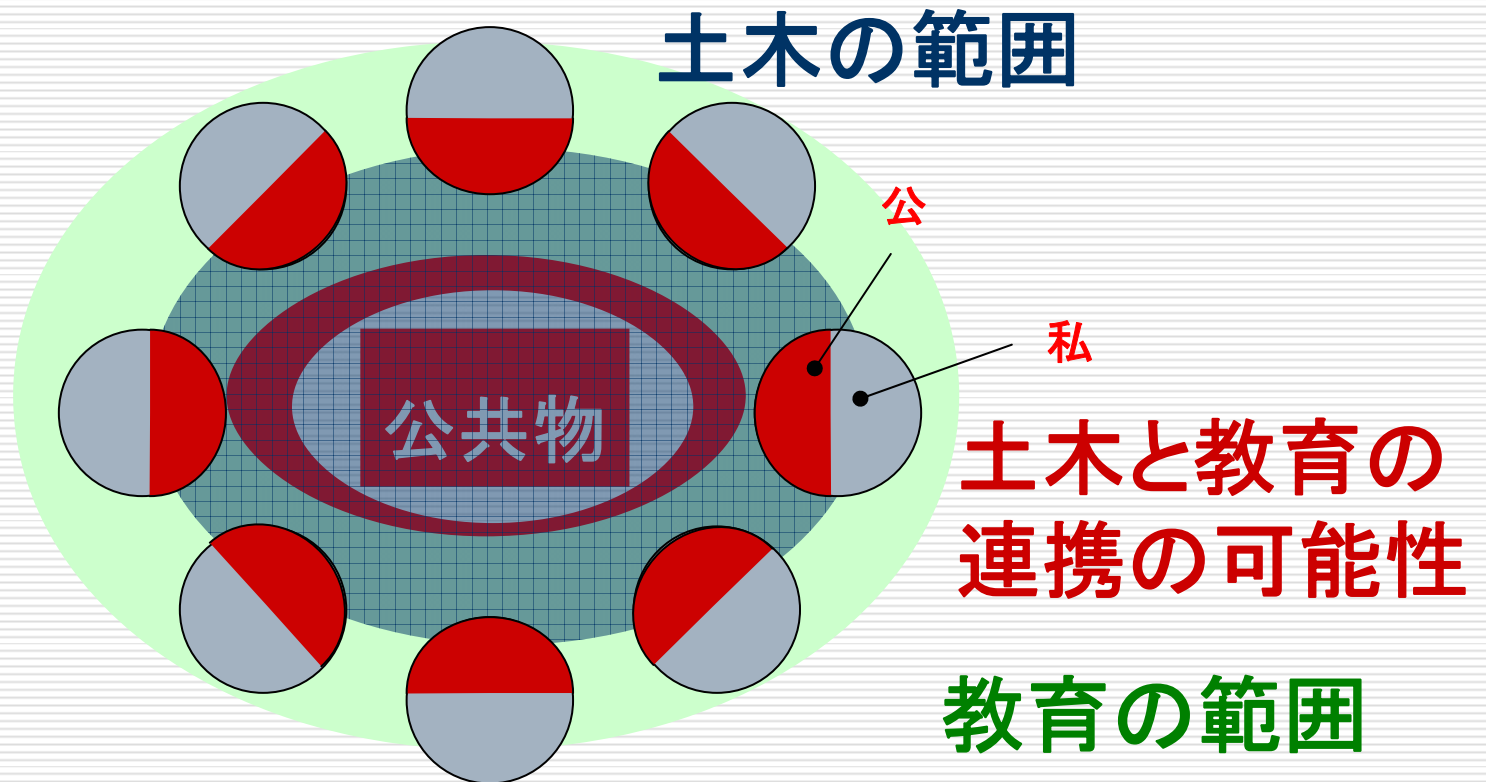 土木の範囲
公
私
公共物
土木と教育の
連携の可能性
教育の範囲